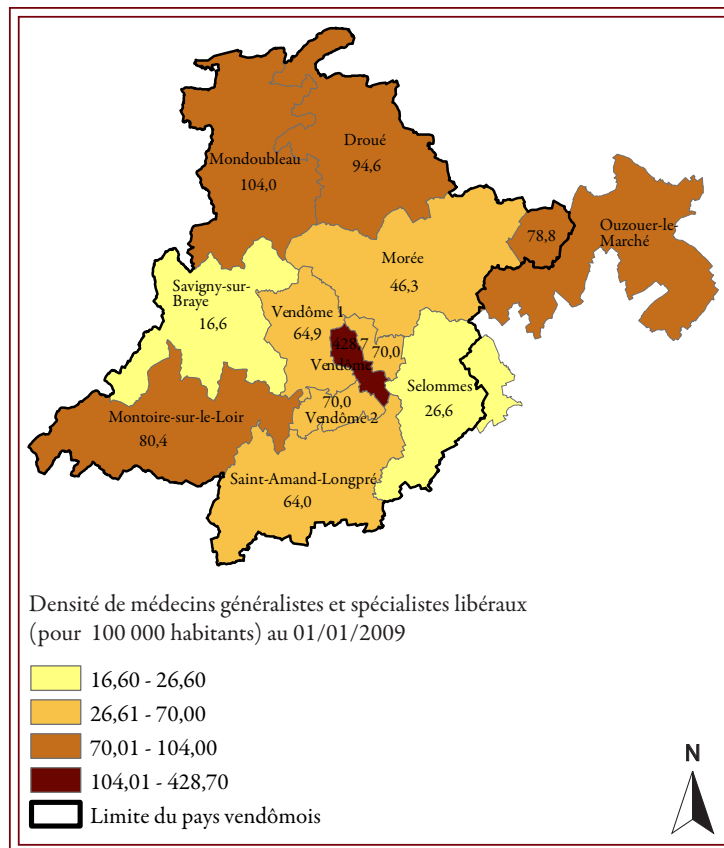 Droué
94,6
Mondoubleau
104,0
Ouzouer-le-
Marché
78,8
Morée
46,3
Savigny-sur-
Braye
16,6
Vendôme 1
64,9
428,7
Vendôme
70,0
Selommes
26,6
70,0
Vendôme 2
Montoire-sur-le-Loir
80,4
Saint-Amand-Longpré
64,0
Densité de médecins généralistes et spécialistes libéraux
(pour 100 000 habitants) au 01/01/2009
16,60 - 26,60
26,61 - 70,00
70,01 - 104,00
104,01 - 428,70
Limite du pays vendômois
N